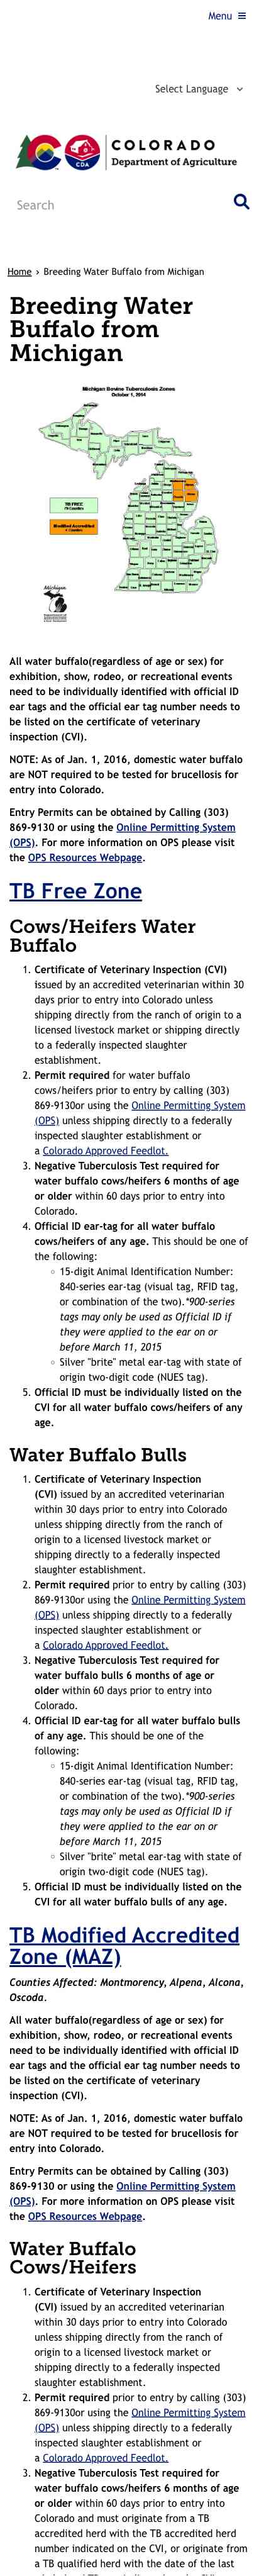 Menu
Select Language
COLORADO
Department of Agriculture
CDA
Search
Home › Breeding Water Buffalo from Michigan
Breeding Water
Buffalo from
Michigan
Michigan Bovine Tuberculosis Zones
October 1, 2014
TB FREE
Modified Accredited
Michigan
All water buffalo(regardless of age or sex) for
exhibition, show, rodeo, or recreational events
need to be individually identified with official ID
ear tags and the official ear tag number needs to
be listed on the certificate of veterinary
inspection (CVI).
NOTE: As of Jan. 1, 2016, domestic water buffalo
are NOT required to be tested for brucellosis for
entry into Colorado.
Entry Permits can be obtained by Calling (303)
869-9130 or using the Online Permitting System
(OPS). For more information on OPS please visit
the OPS Resources Webpage.
TB Free Zone
Cows/Heifers Water
Buffalo
1. Certificate of Veterinary Inspection (CVI)
issued by an accredited veterinarian within 30
days prior to entry into Colorado unless
shipping directly from the ranch of origin to a
licensed livestock market or shipping directly
to a federally inspected slaughter
establishment.
2. Permit required for water buffalo
cows/heifers prior to entry by calling (303)
869-9130or using the Online Permitting System
(OPS) unless shipping directly to a federally
inspected slaughter establishment or
a Colorado Approved Feedlot.
3. Negative Tuberculosis Test required for
water buffalo cows/heifers 6 months of age
or older within 60 days prior to entry into
Colorado.
4. Official ID ear-tag for all water buffalo
cows/heifers of any age. This should be one of
the following:
◦ 15-digit Animal Identification Number:
840-series ear-tag (visual tag, RFID tag,
or combination of the two).*900-series
tags may only be used as Official ID if
they were applied to the ear on or
before March 11, 2015
◦ Silver "brite" metal ear-tag with state of
origin two-digit code (NUES tag).
5. Official ID must be individually listed on the
CVI for all water buffalo cows/heifers of any
age.
Water Buffalo Bulls
1. Certificate of Veterinary Inspection
(CVI) issued by an accredited veterinarian
within 30 days prior to entry into Colorado
unless shipping directly from the ranch of
origin to a licensed livestock market or
shipping directly to a federally inspected
slaughter establishment.
2. Permit required prior to entry by calling (303)
869-9130or using the Online Permitting System
(OPS) unless shipping directly to a federally
inspected slaughter establishment or
a Colorado Approved Feedlot.
3. Negative Tuberculosis Test required for
water buffalo bulls 6 months of age or
older within 60 days prior to entry into
Colorado.
4. Official ID ear-tag for all water buffalo bulls
of any age. This should be one of the
following:
◦ 15-digit Animal Identification Number:
840-series ear-tag (visual tag, RFID tag,
or combination of the two).*900-series
tags may only be used as Official ID if
they were applied to the ear on or
before March 11, 2015
◦ Silver "brite" metal ear-tag with state of
origin two-digit code (NUES tag).
5. Official ID must be individually listed on the
CVI for all water buffalo bulls of any age.
TB Modified Accredited
Zone (MAZ)
Counties Affected: Montmorency, Alpena, Alcona,
Oscoda.
All water buffalo(regardless of age or sex) for
exhibition, show, rodeo, or recreational events
need to be individually identified with official ID
ear tags and the official ear tag number needs to
be listed on the certificate of veterinary
inspection (CVI).
NOTE: As of Jan. 1, 2016, domestic water buffalo
are NOT required to be tested for brucellosis for
entry into Colorado.
Entry Permits can be obtained by Calling (303)
869-9130 or using the Online Permitting System
(OPS). For more information on OPS please visit
the OPS Resources Webpage.
Water Buffalo
Cows/Heifers
1. Certificate of Veterinary Inspection
(CVI) issued by an accredited veterinarian
within 30 days prior to entry into Colorado
unless shipping directly from the ranch of
origin to a licensed livestock market or
shipping directly to a federally inspected
slaughter establishment.
2. Permit required prior to entry by calling (303)
869-9130or using the Online Permitting System
(OPS) unless shipping directly to a federally
inspected slaughter establishment or
a Colorado Approved Feedlot.
3. Negative Tuberculosis Test required for
water buffalo cows/heifers 6 months of age
or older within 60 days prior to entry into
Colorado and must originate from a TB
accredited herd with the TB accredited herd
number indicated on the CVI, or originate from
a TB qualified herd with the date of the last